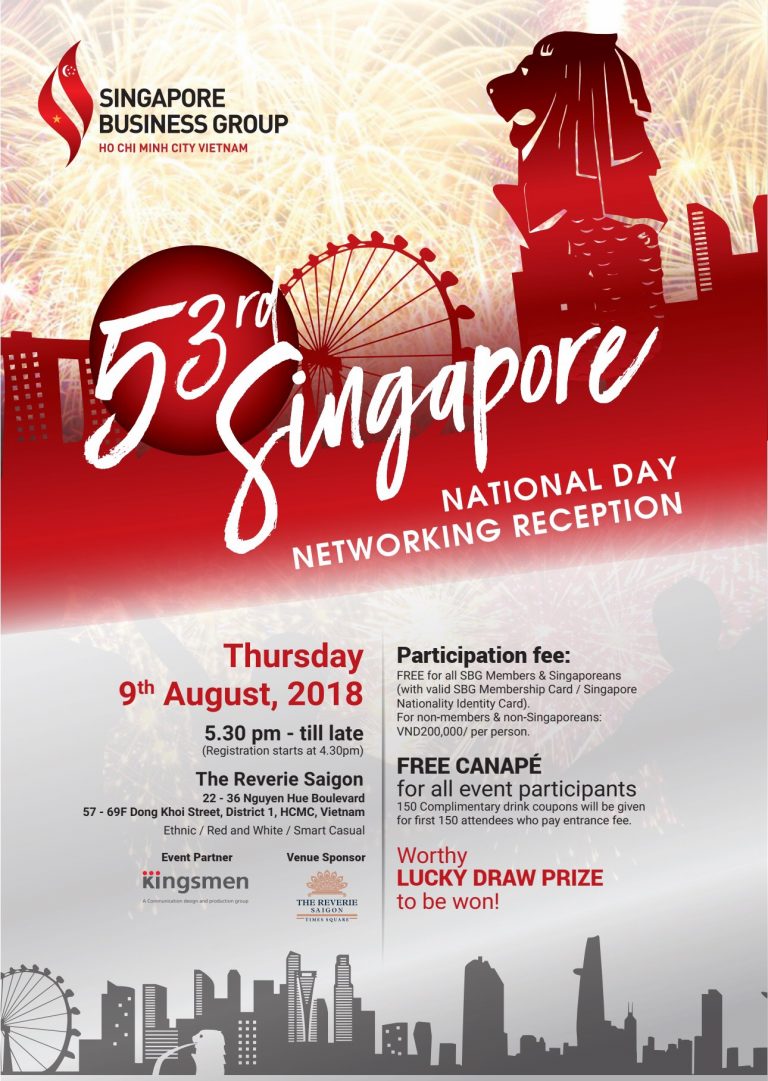 SINGAPORE
BUSINESS GROUP
HO CHI MINH CITY VIETNAM
53rd
Singapore
NATIONAL DAY
NETWORKING RECEPTION
Thursday
9th August, 2018
5.30 pm - till late
(Registration starts at 4.30pm)
The Reverie Saigon
22 - 36 Nguyen Hue Boulevard
57 - 69F Dong Khoi Street, District 1, HCMC, Vietnam
Ethnic / Red and White / Smart Casual
Event Partner
Kingsmen
A Communication design and production group
Venue Sponsor
THE REVERIE
SAIGON
TIMES SQUARE
Participation fee:
FREE for all SBG Members & Singaporeans
(with valid SBG Membership Card / Singapore
Nationality Identity Card).
For non-members & non-Singaporeans:
VND200,000/ per person.
FREE CANAPÉ
for all event participants
150 Complimentary drink coupons will be given
for first 150 attendees who pay entrance fee.
Worthy
LUCKY DRAW PRIZE
to be won!